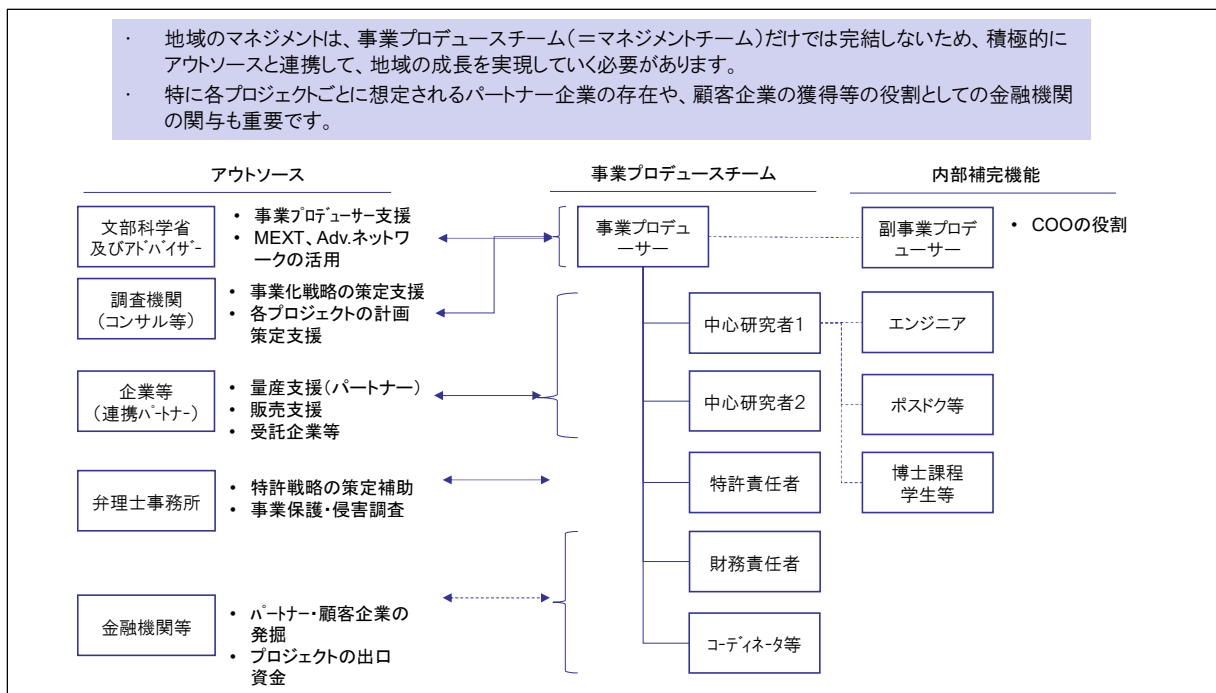 ・ 地域のマネジメントは、事業プロデュースチーム(=マネジメントチーム)だけでは完結しないため、積極的に
アウトソースと連携して、地域の成長を実現していく必要があります。
・ 特に各プロジェクトごとに想定されるパートナー企業の存在や、顧客企業の獲得等の役割としての金融機関
の関与も重要です。
アウトソース
文部科学省
及びアドバイザー
• 事業プロデューサー支援
• MEXT、Adv.ネットワ
ークの活用
調査機関
(コンサル等)
• 事業化戦略の策定支援
• 各プロジェクトの計画
策定支援
企業等
(連携パートナー)
• 量産支援(パートナー)
• 販売支援
• 受託企業等
弁理士事務所
• 特許戦略の策定補助
• 事業保護・侵害調査
金融機関等
• パートナー・顧客企業の
発掘
• プロジェクトの出口
資金
事業プロデュースチーム
事業プロデュ
ーサー
中心研究者1
中心研究者2
特許責任者
財務責任者
コーディネータ等
内部補完機能
副事業プロデ
ューサー
• COOの役割
エンジニア
ポスドク等
博士課程
学生等